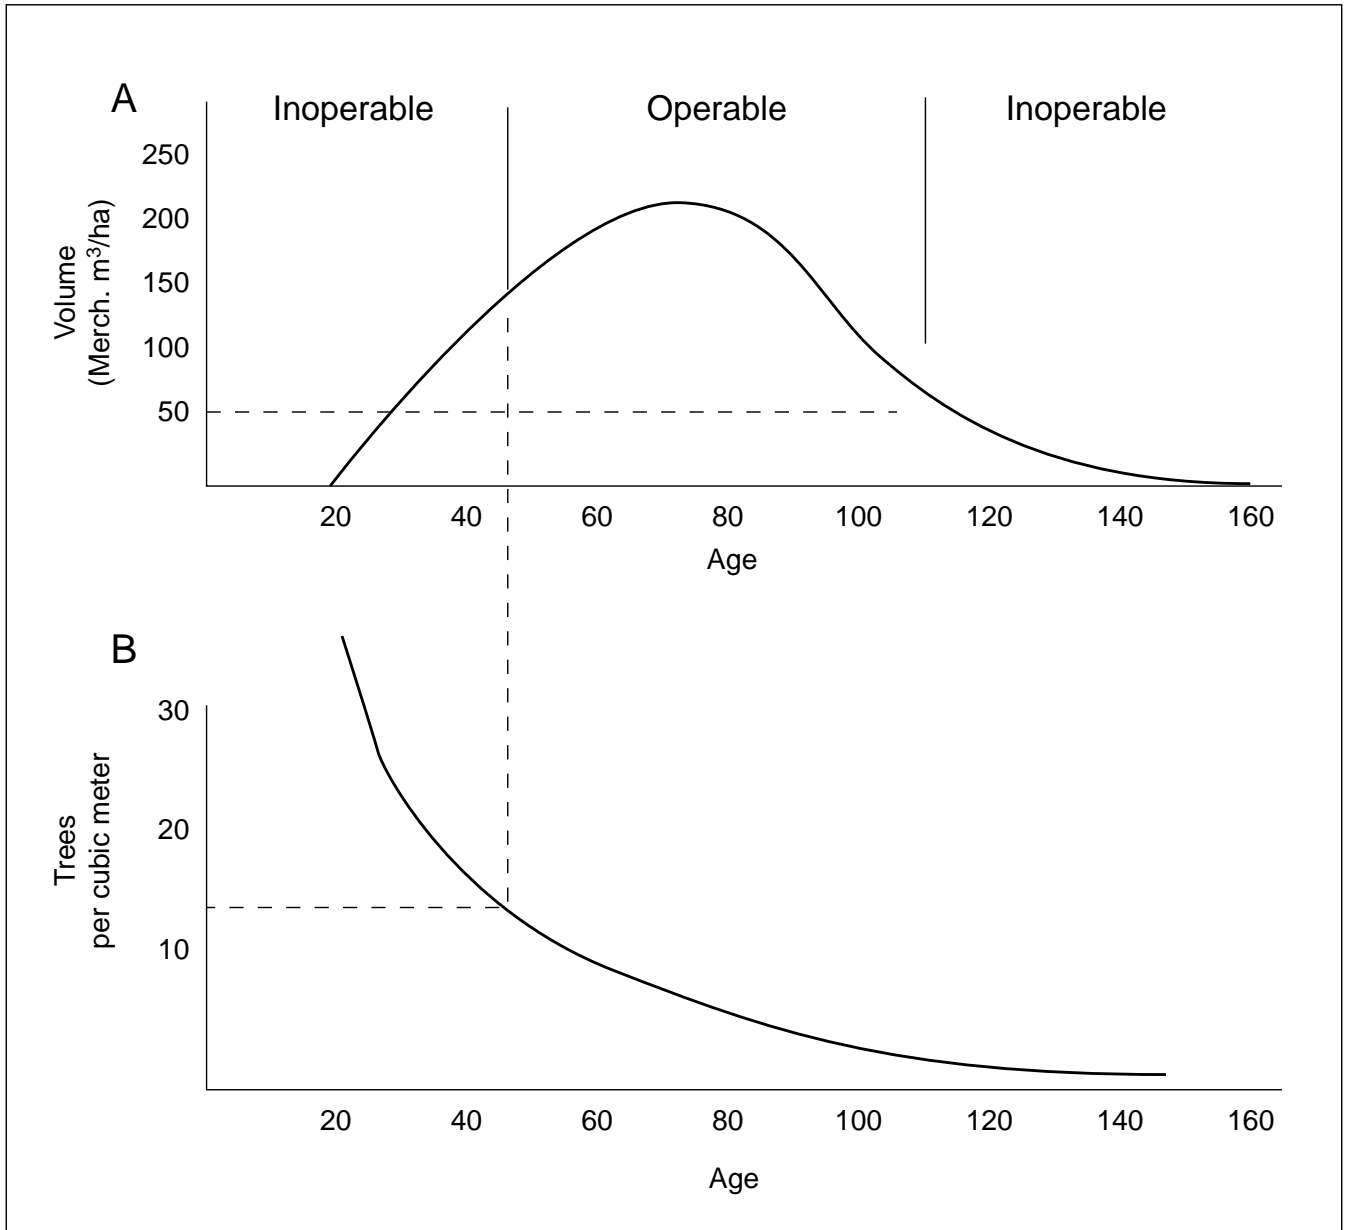 A
Inoperable
Operable
Inoperable
Volume
(Merch. m³/ha)
250
200
150
100
50
20 40 60 80 100 120 140 160
Age
B
Trees
per cubic meter
30
20
10
20 40 60 80 100 120 140 160
Age